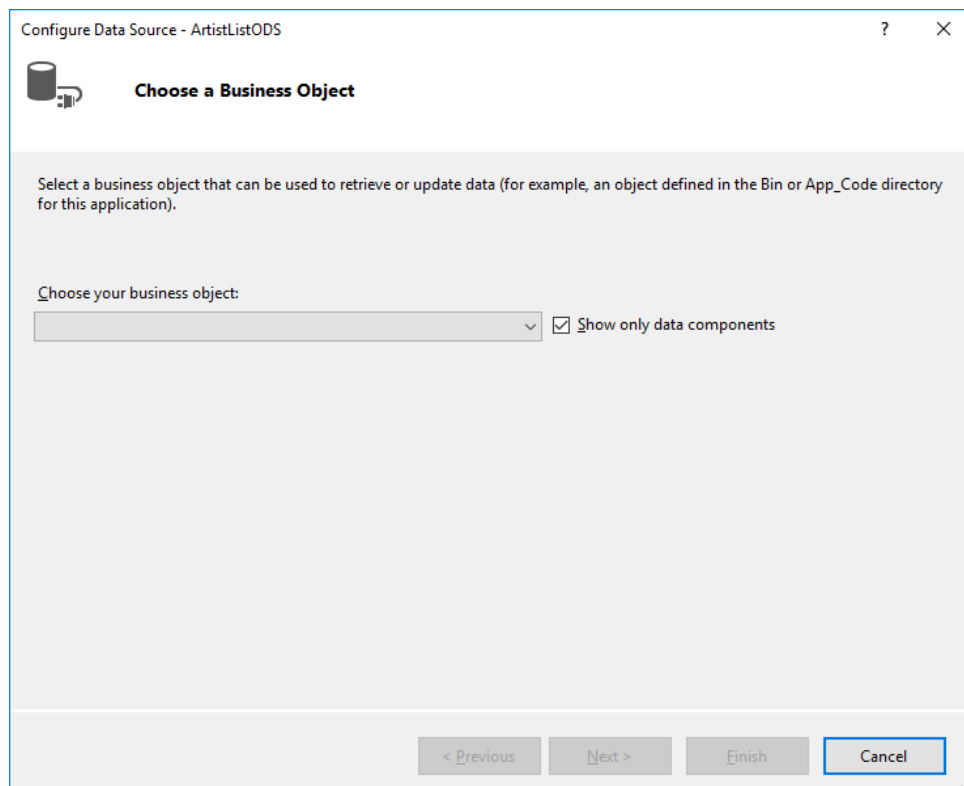 Configure Data Source - ArtistListODS
?
Choose a Business Object
Select a business object that can be used to retrieve or update data (for example, an object defined in the Bin or App_Code directory
for this application).
Choose your business object:
Show only data components
< Previous
Next >
Finish
Cancel